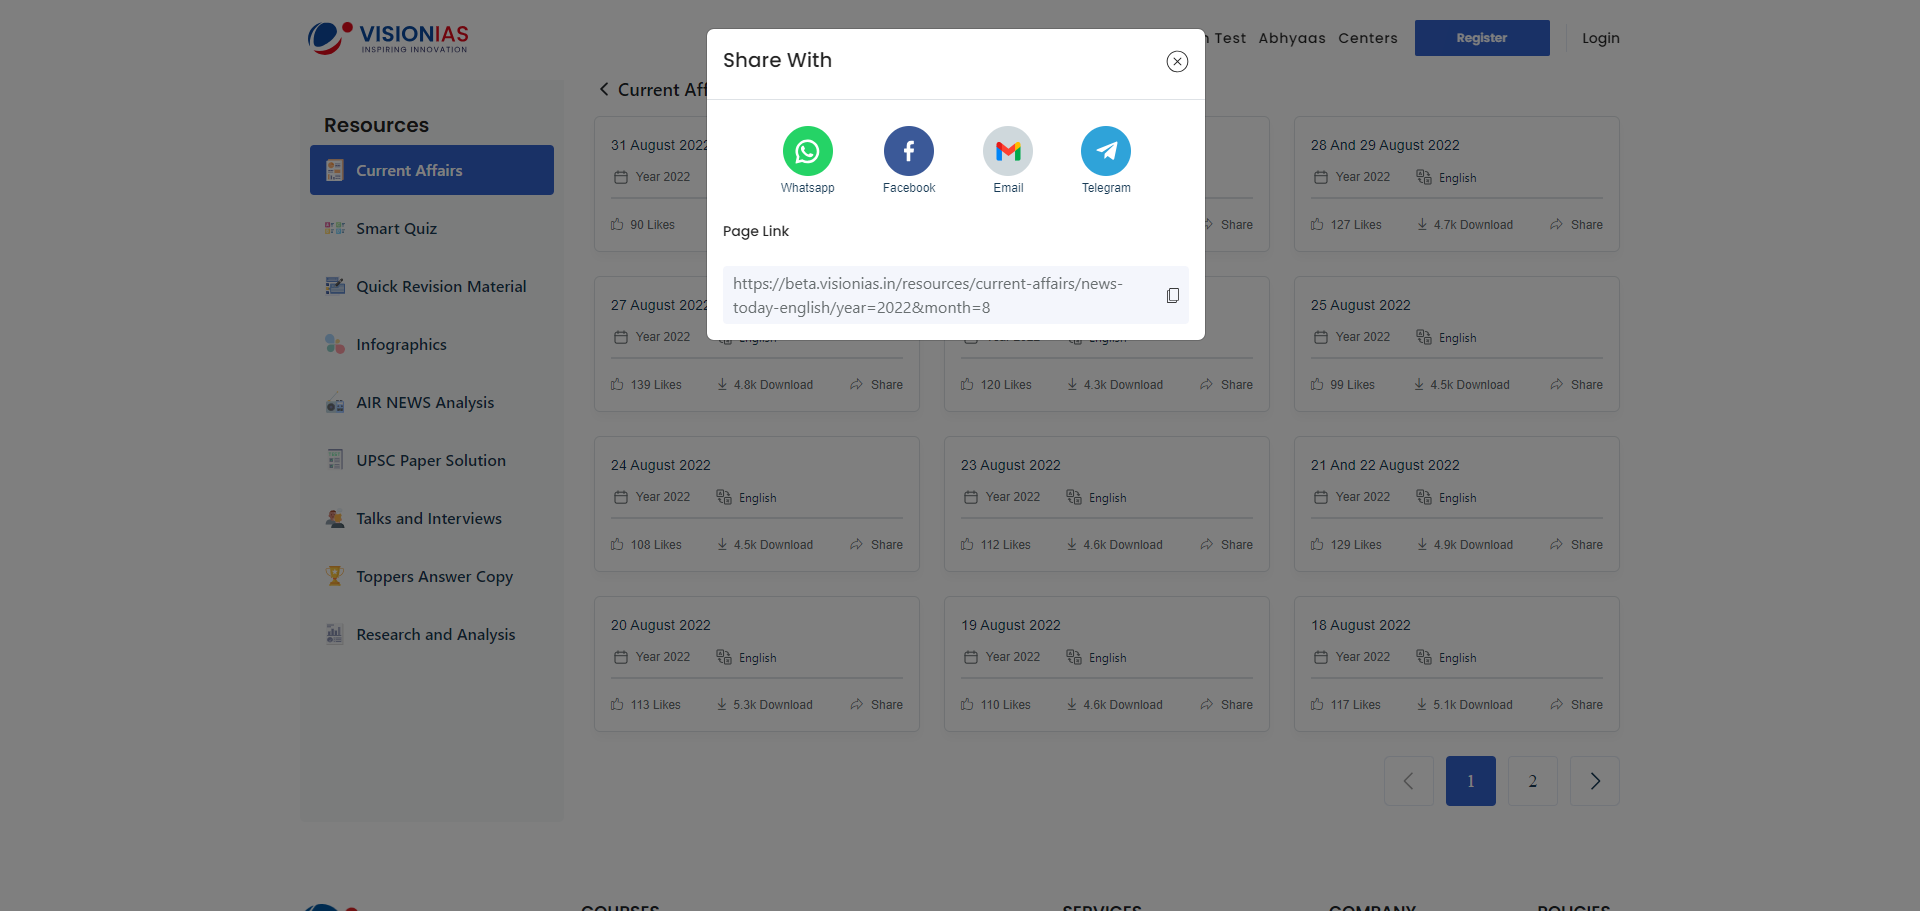 VISIONIAS
INSPIRING INNOVATION
Test Abhyaas Centers Register Login
Share With
Whatsapp Facebook Email Telegram
Page Link
https://beta.visionias.in/resources/current-affairs/news-
today-english/year=2022&month=8
Resources
Current Affairs
Smart Quiz
Quick Revision Material
Infographics
AIR NEWS Analysis
UPSC Paper Solution
Talks and Interviews
Toppers Answer Copy
Research and Analysis
Current Aff
31 August 2022
Year 2022
90 Likes
Share
28 And 29 August 2022
Year 2022 English
127 Likes 4.7k Download Share
27 August 2022
Year 2022 English
139 Likes 4.8k Download Share
120 Likes 4.3k Download Share
25 August 2022
Year 2022 English
99 Likes 4.5k Download Share
24 August 2022
Year 2022 English
108 Likes 4.5k Download Share
23 August 2022
Year 2022 English
112 Likes 4.6k Download Share
21 And 22 August 2022
Year 2022 English
129 Likes 4.9k Download Share
20 August 2022
Year 2022 English
113 Likes 5.3k Download Share
19 August 2022
Year 2022 English
110 Likes 4.6k Download Share
18 August 2022
Year 2022 English
117 Likes 5.1k Download Share
1 2
COURSES SERVICES COMPANY POLICIES